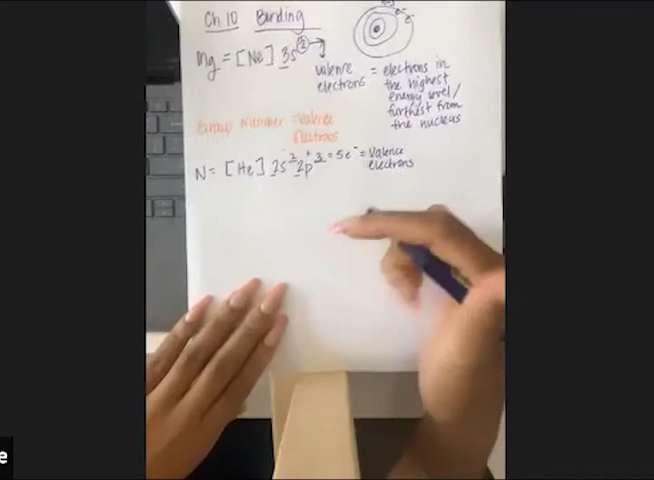 Ch. 10 Bonding
Mg = [Ne] 3s② →
valence
electrons
= electrons in
the highest
energy level/
furthest from
the nucleus
Group Number = Valence
Electrons
N = [He] 2s² 2p³ = 5e⁻ = Valence
electrons
e